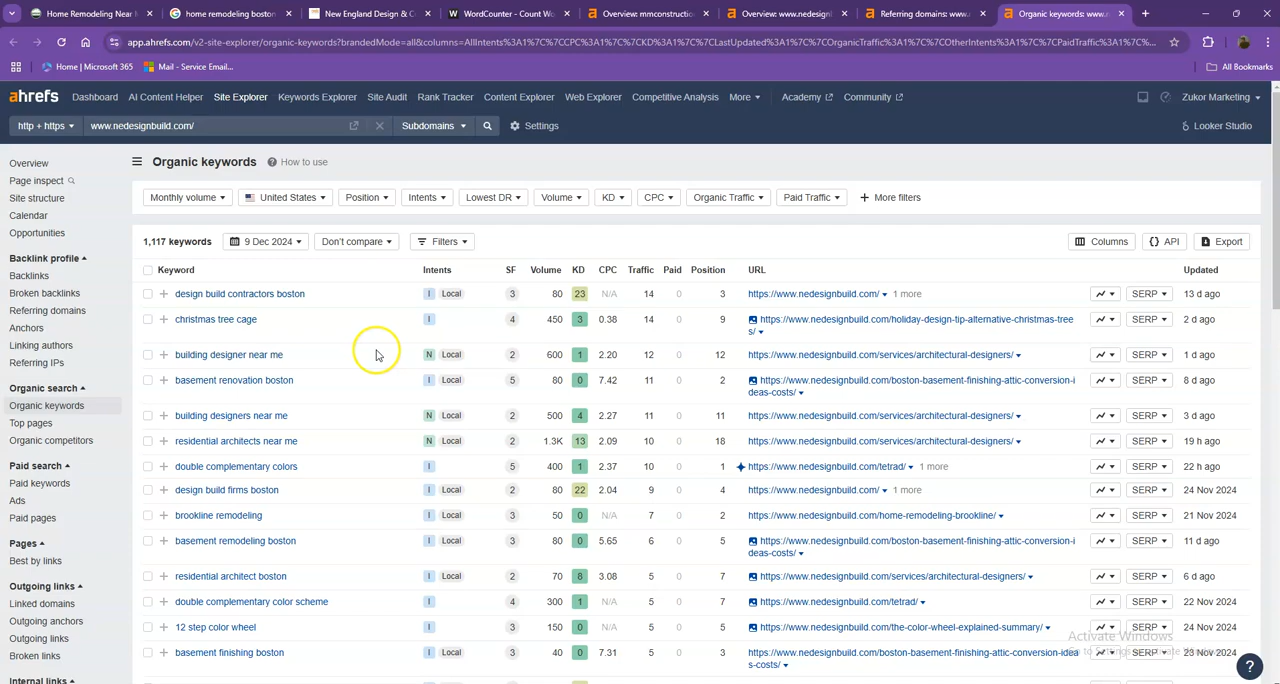 Home Remodeling Near M
home remodeling boston
New England Design & C
WordCounter - Count Wo
Overview: mmconstructio
Overview: www.nedesignb
Referring domains: www.
Organic keywords: www.n
app.ahrefs.com/v2-site-explorer/organic-keywords?brandedMode=all&columns=AllIntents%3A1%7C%7CCPC%3A1%7C%7CKD%3A1%7C%7CLastUpdated%3A1%7C%7COrganicTraffic%3A1%7C%7COtherIntents%3A1%7C%7CPaidTraffic%3A1%7C%...
Home | Microsoft 365 Mail - Service Email... All Bookmarks
ahrefs Dashboard AI Content Helper Site Explorer Keywords Explorer Site Audit Rank Tracker Content Explorer Web Explorer Competitive Analysis More Academy Community Zukor Marketing
http + https www.nedesignbuild.com/ Subdomains Settings Looker Studio
Overview
Page inspect
Site structure
Calendar
Opportunities
Backlink profile
Backlinks
Broken backlinks
Referring domains
Anchors
Linking authors
Referring IPs
Organic search
Organic keywords
Top pages
Organic competitors
Paid search
Paid keywords
Ads
Paid pages
Pages
Best by links
Outgoing links
Linked domains
Outgoing anchors
Outgoing links
Broken links
Internal links
Organic keywords ? How to use
Monthly volume United States Position Intents Lowest DR Volume KD CPC Organic Traffic Paid Traffic + More filters
1,117 keywords 9 Dec 2024 Don't compare Filters Columns {} API Export
Keyword Intents SF Volume KD CPC Traffic Paid Position URL Updated
design build contractors boston I Local 3 80 23 N/A 14 0 3 https://www.nedesignbuild.com/ 1 more SERP 13 d ago
christmas tree cage I 4 450 3 0.38 14 0 9 https://www.nedesignbuild.com/holiday-design-tip-alternative-christmas-tree SERP 2 d ago
s/
building designer near me N Local 2 600 1 2.20 12 0 12 https://www.nedesignbuild.com/services/architectural-designers/ SERP 1 d ago
basement renovation boston I Local 5 80 0 7.42 11 0 2 https://www.nedesignbuild.com/boston-basement-finishing-attic-conversion-i SERP 8 d ago
deas-costs/
building designers near me N Local 2 500 4 2.27 11 0 11 https://www.nedesignbuild.com/services/architectural-designers/ SERP 3 d ago
residential architects near me N Local 2 1.3K 13 2.09 10 0 18 https://www.nedesignbuild.com/services/architectural-designers/ SERP 19 h ago
double complementary colors I 5 400 1 2.37 10 0 1 https://www.nedesignbuild.com/tetrad/ 1 more SERP 22 h ago
design build firms boston I Local 2 80 22 2.04 9 0 4 https://www.nedesignbuild.com/ 1 more SERP 24 Nov 2024
brookline remodeling I Local 3 50 0 N/A 7 0 2 https://www.nedesignbuild.com/home-remodeling-brookline/ SERP 21 Nov 2024
basement remodeling boston I Local 3 80 0 5.65 6 0 5 https://www.nedesignbuild.com/boston-basement-finishing-attic-conversion-i SERP 11 d ago
deas-costs/
residential architect boston I Local 2 70 8 3.08 5 0 7 https://www.nedesignbuild.com/services/architectural-designers/ SERP 6 d ago
double complementary color scheme I 4 300 1 N/A 5 0 7 https://www.nedesignbuild.com/tetrad/ SERP 22 Nov 2024
12 step color wheel I 3 150 0 N/A 5 0 5 https://www.nedesignbuild.com/the-color-wheel-explained-summary/ SERP 24 Nov 2024
Activate Windows
basement finishing boston I Local 3 40 0 7.31 5 0 3 https://www.nedesignbuild.com/boston-basement-finishing-attic-conversion-idea SERP 23 Nov 2024
s-costs/
?